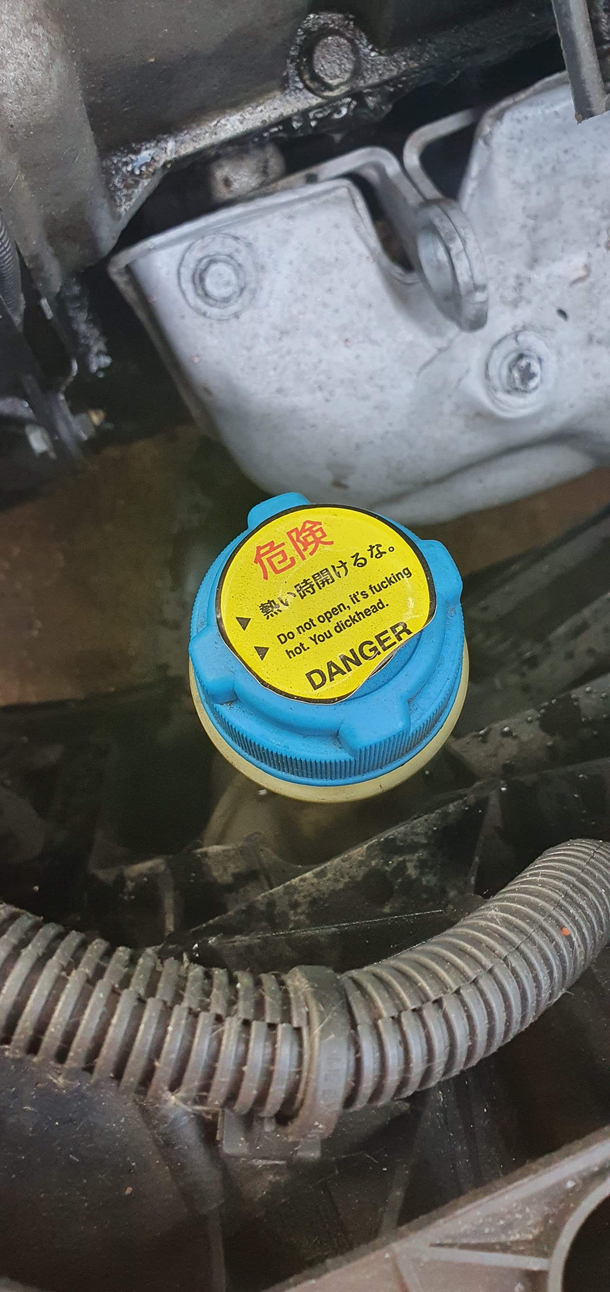 危険
▶ 熱い時開けるな。
▶ Do not open, it's fucking
hot. You dickhead.
DANGER